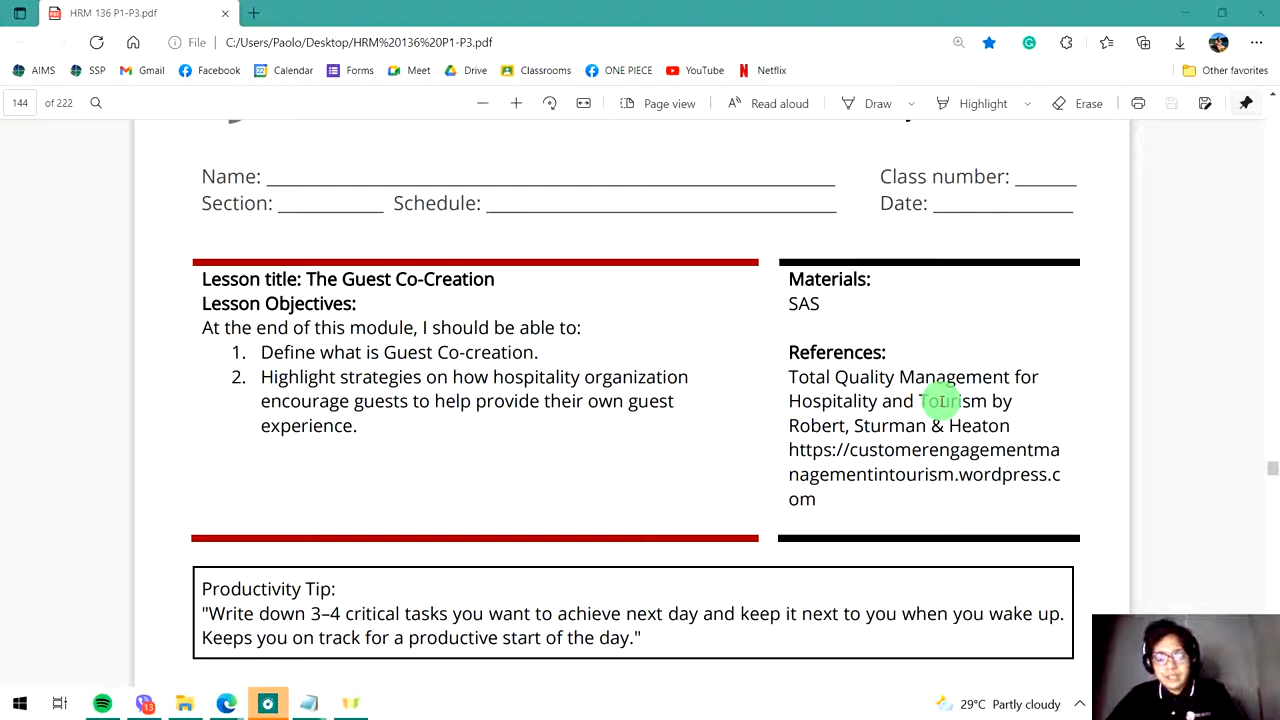 HRM 136 P1-P3.pdf
File C:/Users/Paolo/Desktop/HRM%20136%20P1-P3.pdf
AIMS SSP Gmail Facebook Calendar Forms Meet Drive Classrooms ONE PIECE YouTube Netflix Other favorites
144 of 222 Page view Read aloud Draw Highlight Erase
Name: Class number:
Section: Schedule: Date:
Lesson title: The Guest Co-Creation
Lesson Objectives:
At the end of this module, I should be able to:
1. Define what is Guest Co-creation.
2. Highlight strategies on how hospitality organization
encourage guests to help provide their own guest
experience.
Materials:
SAS
References:
Total Quality Management for
Hospitality and Tourism by
Robert, Sturman & Heaton
https://customerengagementma
nagementintourism.wordpress.c
om
Productivity Tip:
"Write down 3–4 critical tasks you want to achieve next day and keep it next to you when you wake up.
Keeps you on track for a productive start of the day."
13
29°C Partly cloudy